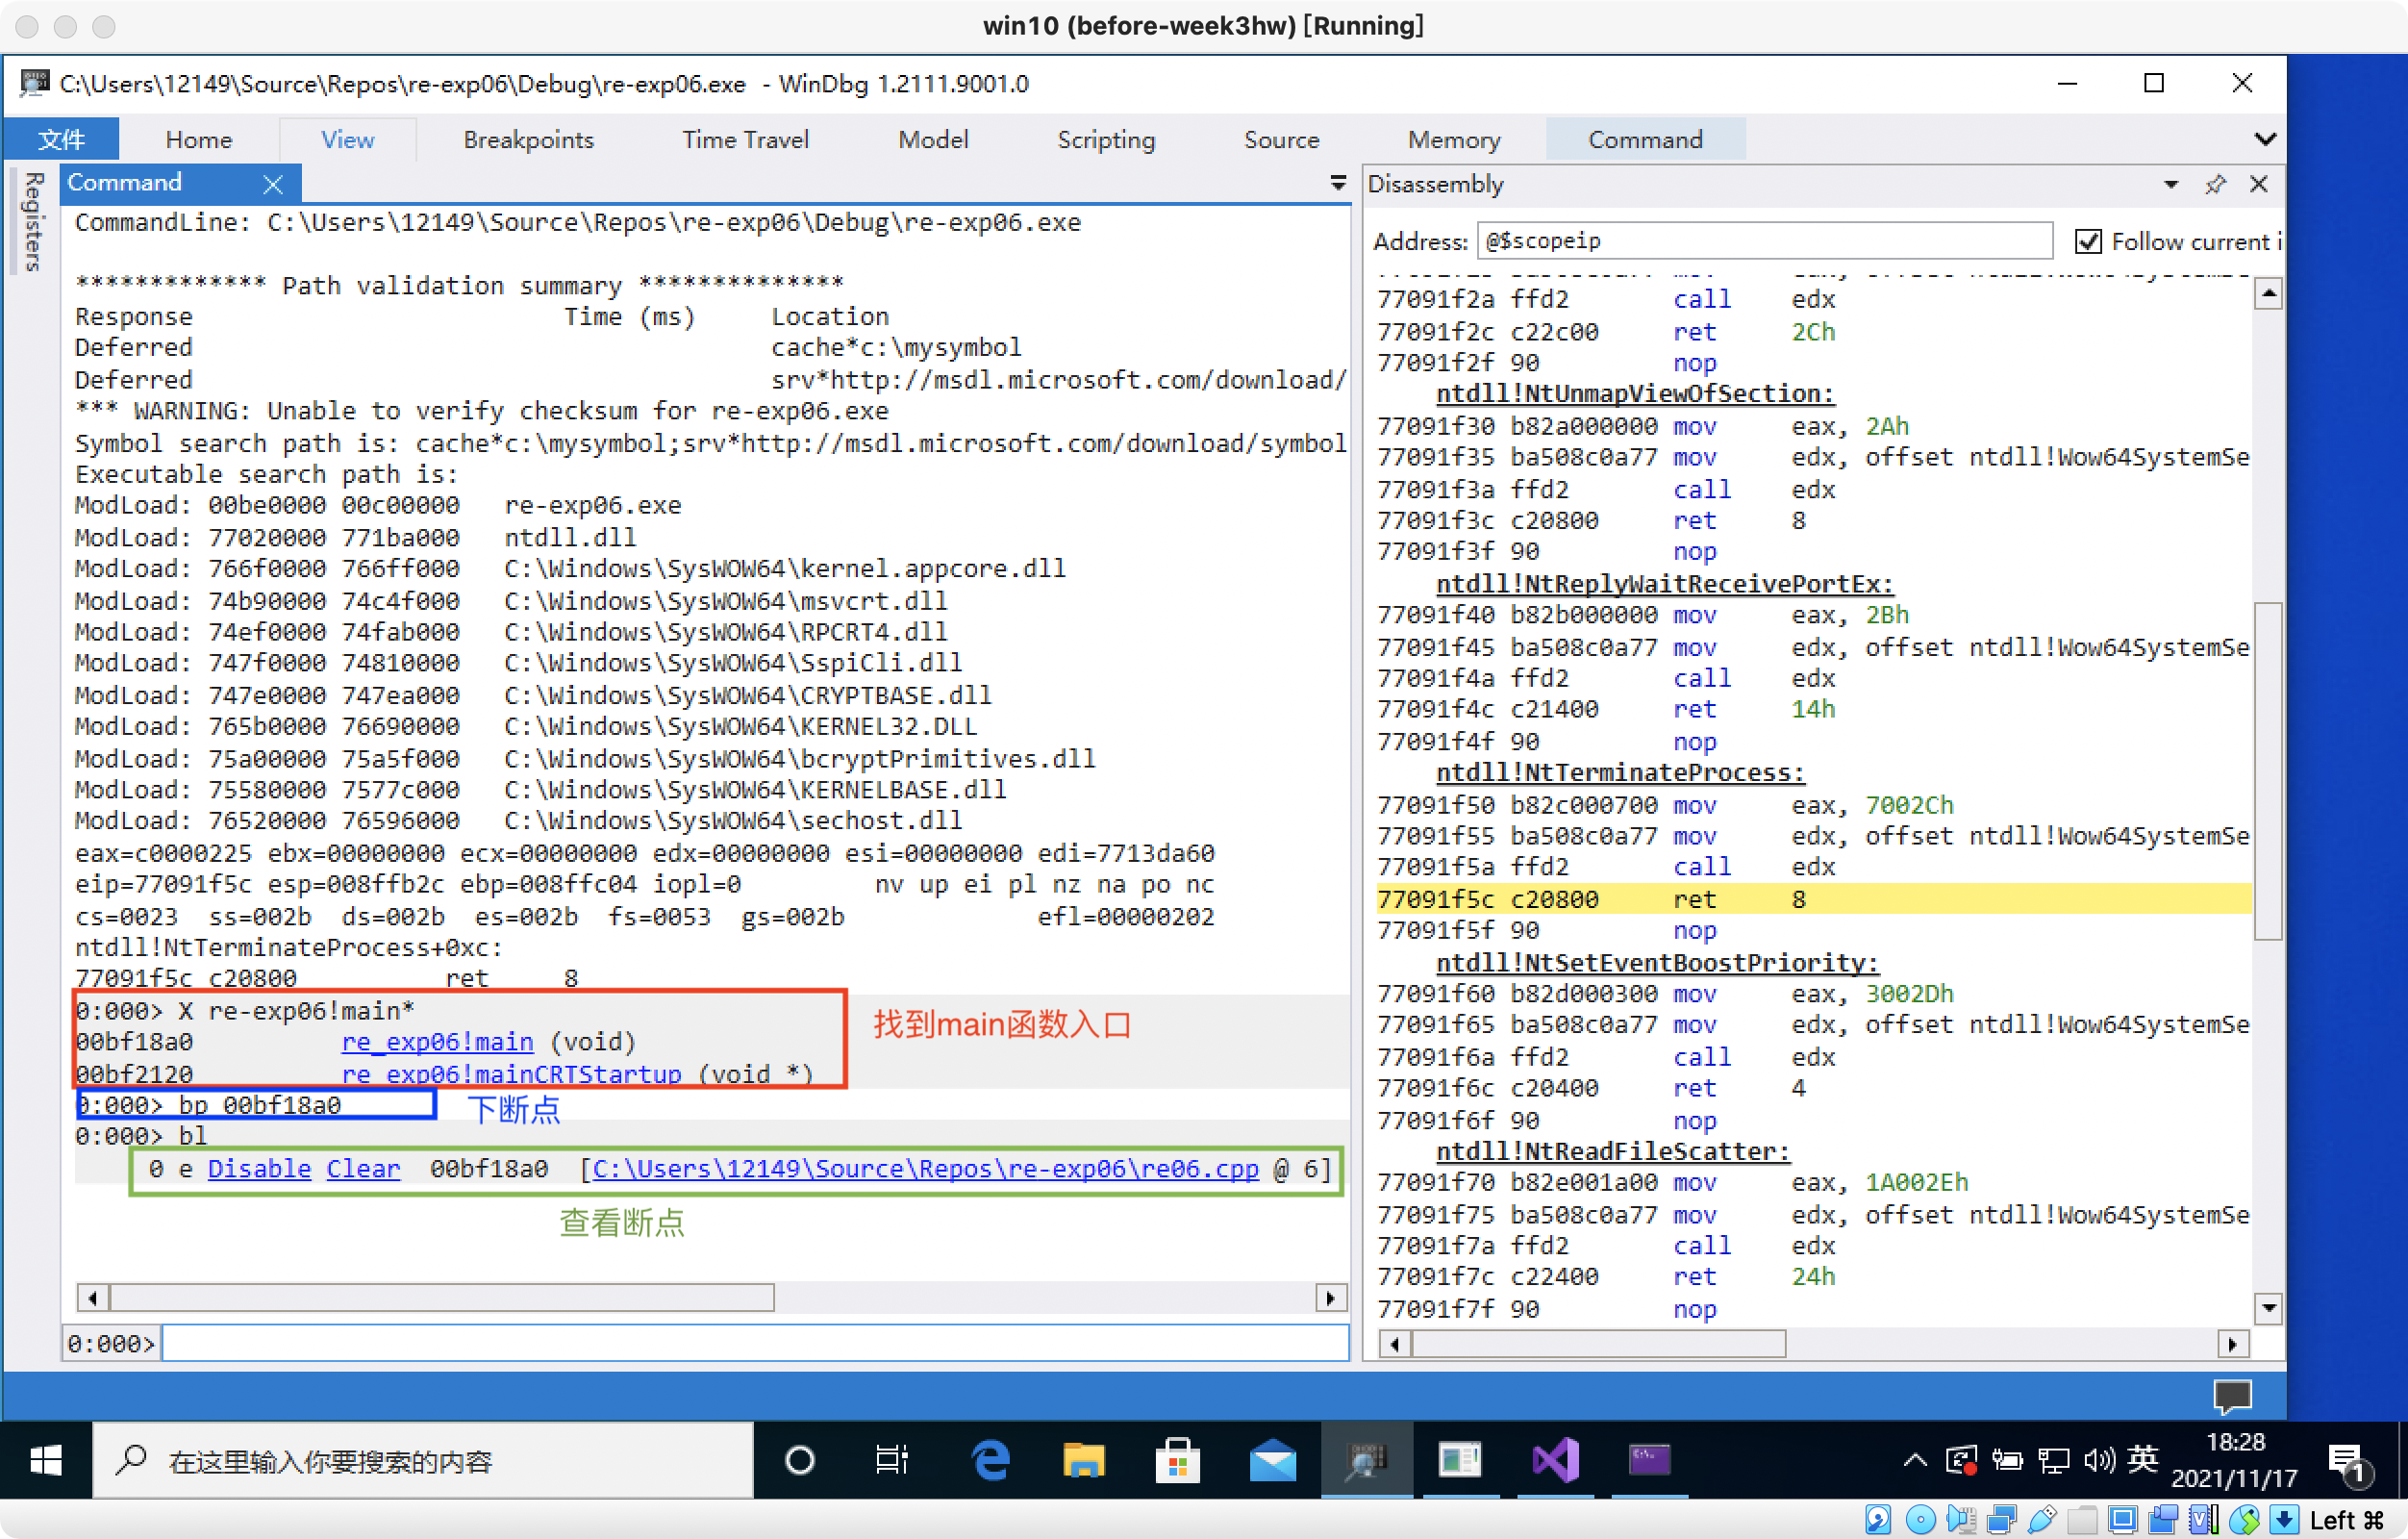 win10 (before-week3hw) [Running]
C:\Users\12149\Source\Repos\re-exp06\Debug\re-exp06.exe - WinDbg 1.2111.9001.0
文件 Home View Breakpoints Time Travel Model Scripting Source Memory Command
Registers
Command
CommandLine: C:\Users\12149\Source\Repos\re-exp06\Debug\re-exp06.exe
************* Path validation summary **************
Response Time (ms) Location
Deferred cache*c:\mysymbol
Deferred srv*http://msdl.microsoft.com/download/
*** WARNING: Unable to verify checksum for re-exp06.exe
Symbol search path is: cache*c:\mysymbol;srv*http://msdl.microsoft.com/download/symbol
Executable search path is:
ModLoad: 00be0000 00c00000 re-exp06.exe
ModLoad: 77020000 771ba000 ntdll.dll
ModLoad: 766f0000 766ff000 C:\Windows\SysWOW64\kernel.appcore.dll
ModLoad: 74b90000 74c4f000 C:\Windows\SysWOW64\msvcrt.dll
ModLoad: 74ef0000 74fab000 C:\Windows\SysWOW64\RPCRT4.dll
ModLoad: 747f0000 74810000 C:\Windows\SysWOW64\SspiCli.dll
ModLoad: 747e0000 747ea000 C:\Windows\SysWOW64\CRYPTBASE.dll
ModLoad: 765b0000 76690000 C:\Windows\SysWOW64\KERNEL32.DLL
ModLoad: 75a00000 75a5f000 C:\Windows\SysWOW64\bcryptPrimitives.dll
ModLoad: 75580000 7577c000 C:\Windows\SysWOW64\KERNELBASE.dll
ModLoad: 76520000 76596000 C:\Windows\SysWOW64\sechost.dll
eax=c0000225 ebx=00000000 ecx=00000000 edx=00000000 esi=00000000 edi=7713da60
eip=77091f5c esp=008ffb2c ebp=008ffc04 iopl=0 nv up ei pl nz na po nc
cs=0023 ss=002b ds=002b es=002b fs=0053 gs=002b efl=00000202
ntdll!NtTerminateProcess+0xc:
77091f5c c20800 ret 8
0:000> X re-exp06!main*
00bf18a0 re_exp06!main (void)
00bf2120 re_exp06!mainCRTStartup (void *)
找到main函数入口
0:000> bp 00bf18a0
下断点
0:000> bl
0 e Disable Clear 00bf18a0 [C:\Users\12149\Source\Repos\re-exp06\re06.cpp @ 6]
查看断点
0:000>
Disassembly
Address: @$scopeip Follow current i
77091f2a ffd2 call edx
77091f2c c22c00 ret 2Ch
77091f2f 90 nop
ntdll!NtUnmapViewOfSection:
77091f30 b82a000000 mov eax, 2Ah
77091f35 ba508c0a77 mov edx, offset ntdll!Wow64SystemSe
77091f3a ffd2 call edx
77091f3c c20800 ret 8
77091f3f 90 nop
ntdll!NtReplyWaitReceivePortEx:
77091f40 b82b000000 mov eax, 2Bh
77091f45 ba508c0a77 mov edx, offset ntdll!Wow64SystemSe
77091f4a ffd2 call edx
77091f4c c21400 ret 14h
77091f4f 90 nop
ntdll!NtTerminateProcess:
77091f50 b82c000700 mov eax, 7002Ch
77091f55 ba508c0a77 mov edx, offset ntdll!Wow64SystemSe
77091f5a ffd2 call edx
77091f5c c20800 ret 8
77091f5f 90 nop
ntdll!NtSetEventBoostPriority:
77091f60 b82d000300 mov eax, 3002Dh
77091f65 ba508c0a77 mov edx, offset ntdll!Wow64SystemSe
77091f6a ffd2 call edx
77091f6c c20400 ret 4
77091f6f 90 nop
ntdll!NtReadFileScatter:
77091f70 b82e001a00 mov eax, 1A002Eh
77091f75 ba508c0a77 mov edx, offset ntdll!Wow64SystemSe
77091f7a ffd2 call edx
77091f7c c22400 ret 24h
77091f7f 90 nop
在这里输入你要搜索的内容
英
18:28
2021/11/17
1
Left ⌘